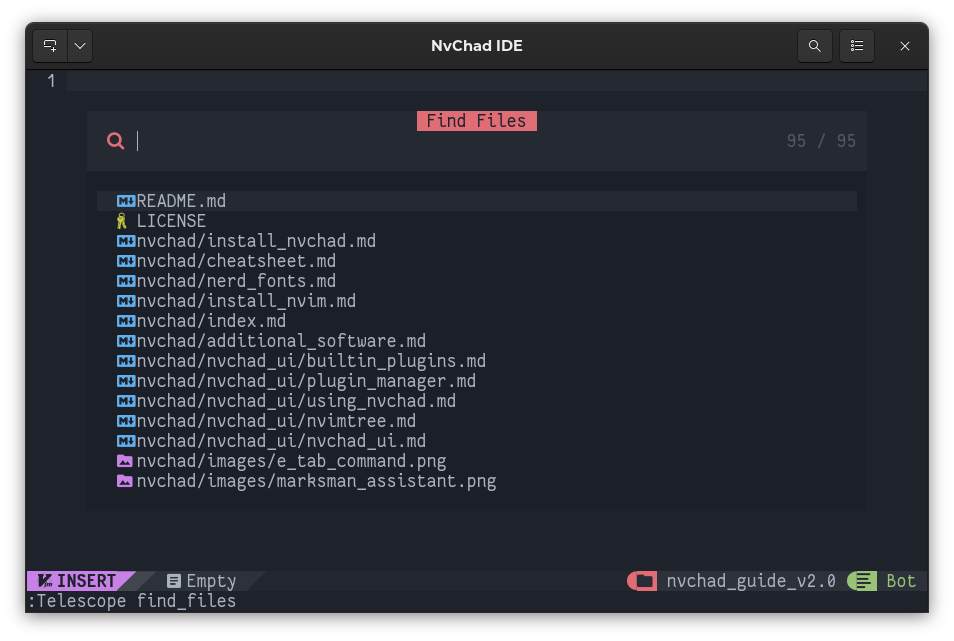 NvChad IDE
1
Find Files
95 / 95
README.md
LICENSE
nvchad/install_nvchad.md
nvchad/cheatsheet.md
nvchad/nerd_fonts.md
nvchad/install_nvim.md
nvchad/index.md
nvchad/additional_software.md
nvchad/nvchad_ui/builtin_plugins.md
nvchad/nvchad_ui/plugin_manager.md
nvchad/nvchad_ui/using_nvchad.md
nvchad/nvchad_ui/nvimtree.md
nvchad/nvchad_ui/nvchad_ui.md
nvchad/images/e_tab_command.png
nvchad/images/marksman_assistant.png
INSERT Empty nvchad_guide_v2.0 Bot
:Telescope find_files